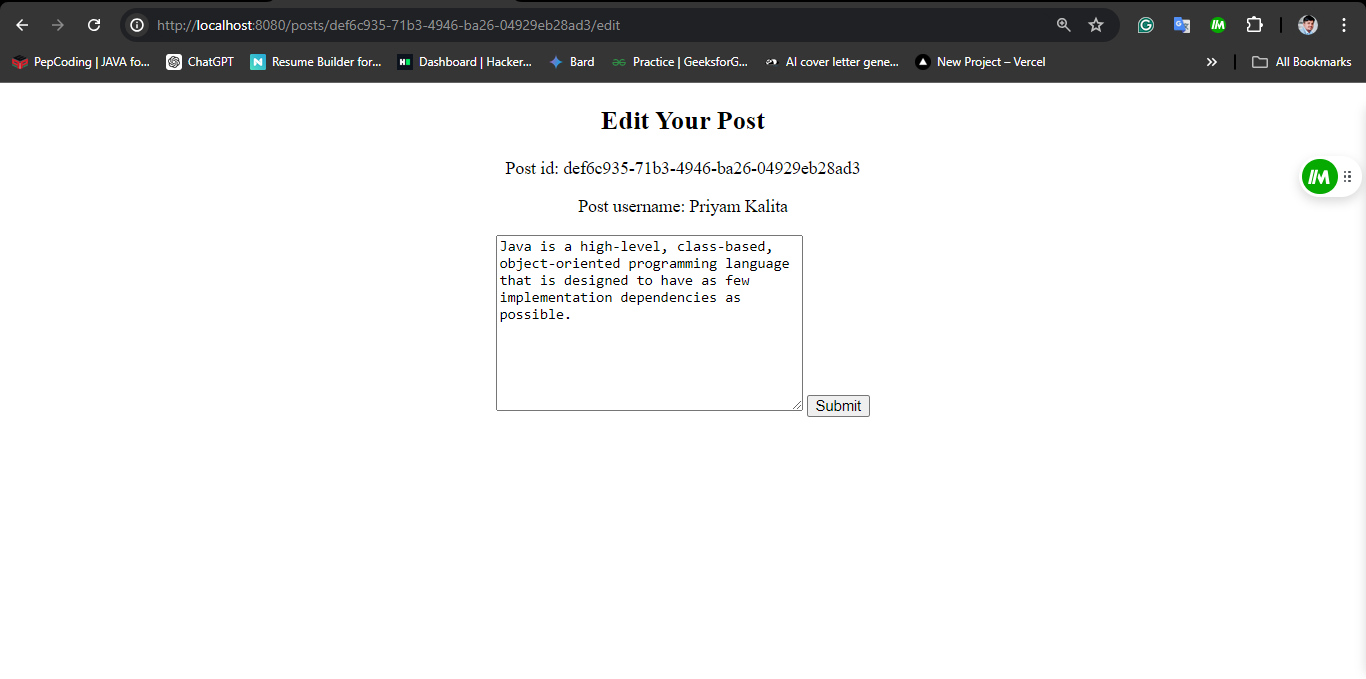 http://localhost:8080/posts/def6c935-71b3-4946-ba26-04929eb28ad3/edit
PepCoding | JAVA fo... ChatGPT Resume Builder for... Dashboard | Hacker... Bard Practice | GeeksforG... AI cover letter gene... New Project – Vercel » All Bookmarks
Edit Your Post
Post id: def6c935-71b3-4946-ba26-04929eb28ad3
Post username: Priyam Kalita
Java is a high-level, class-based,
object-oriented programming language
that is designed to have as few
implementation dependencies as
possible.
Submit